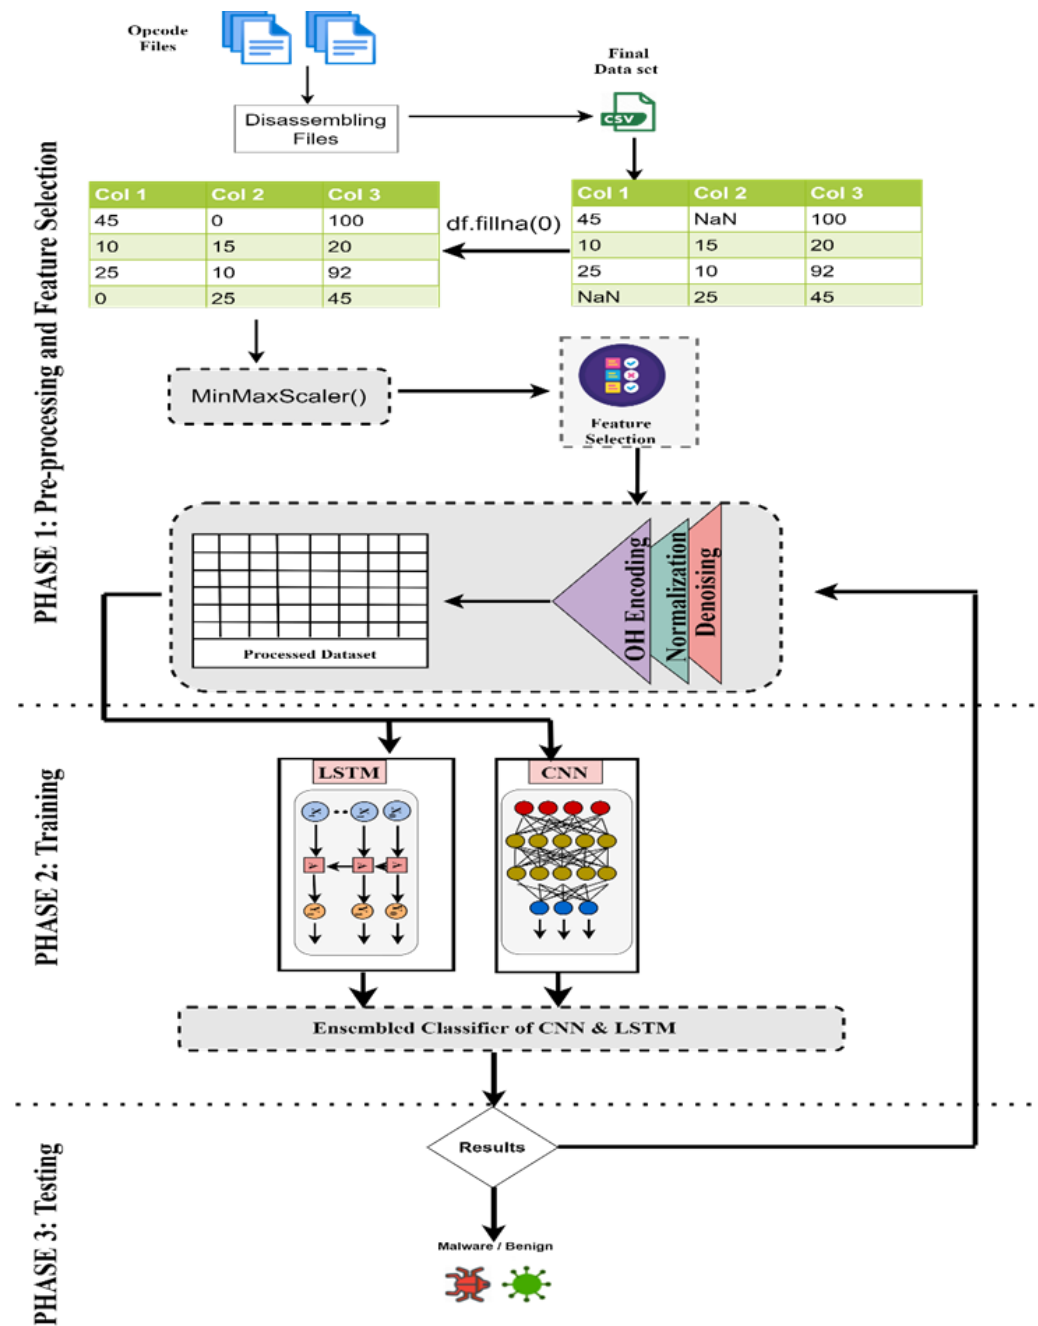 Opcode
Files
Final
Data set
CSV
Disassembling
Files
Col 1 Col 2 Col 3
45 0 100
10 15 20
25 10 92
0 25 45
df.fillna(0)
Col 1 Col 2 Col 3
45 NaN 100
10 15 20
25 10 92
NaN 25 45
MinMaxScaler()
Feature
Selection
PHASE 1: Pre-processing and Feature Selection
OH Encoding
Normalization
Denoising
Processed Dataset
PHASE 2: Training
LSTM
CNN
Ensembled Classifier of CNN & LSTM
PHASE 3: Testing
Results
Malware / Benign